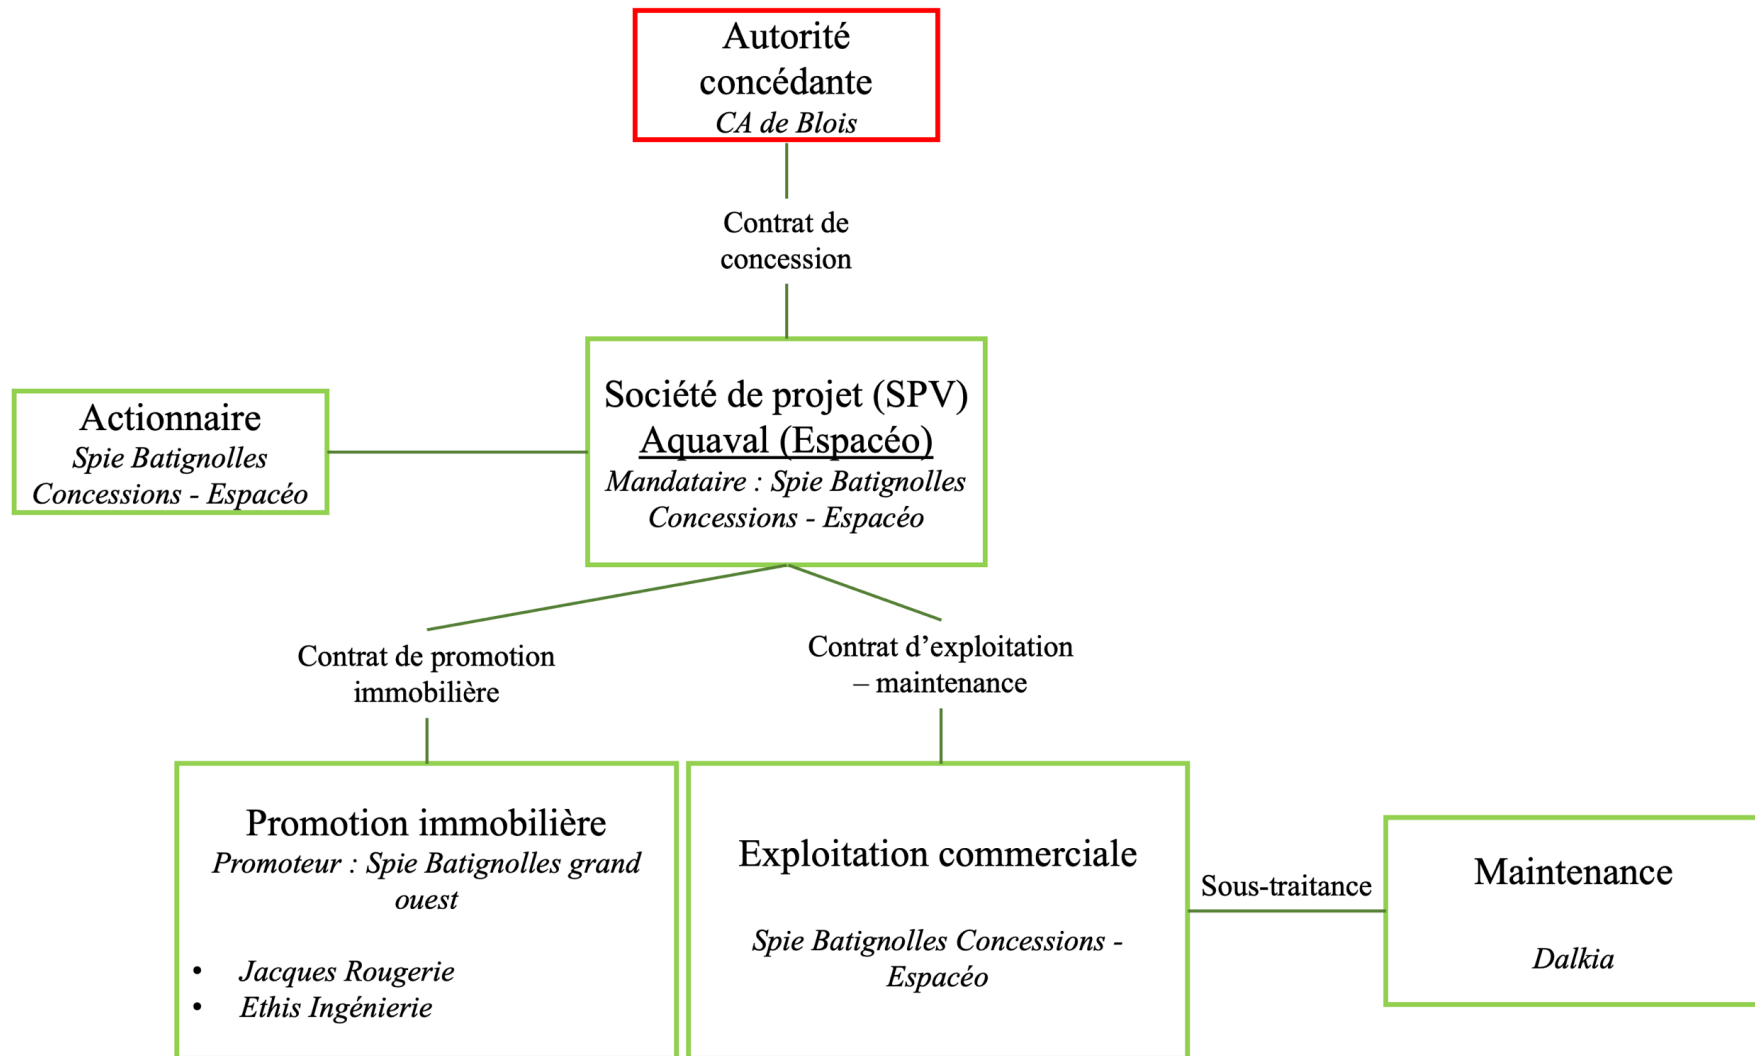 Autorité
concédante
CA de Blois
Contrat de
concession
Société de projet (SPV)
Aquaval (Espacéo)
Mandataire : Spie Batignolles
Concessions - Espacéo
Actionnaire
Spie Batignolles
Concessions - Espacéo
Contrat de promotion
immobilière
Contrat d’exploitation
– maintenance
Promotion immobilière
Promoteur : Spie Batignolles grand
ouest
• Jacques Rougerie
• Ethis Ingénierie
Exploitation commerciale
Spie Batignolles Concessions -
Espacéo
Sous-traitance
Maintenance
Dalkia